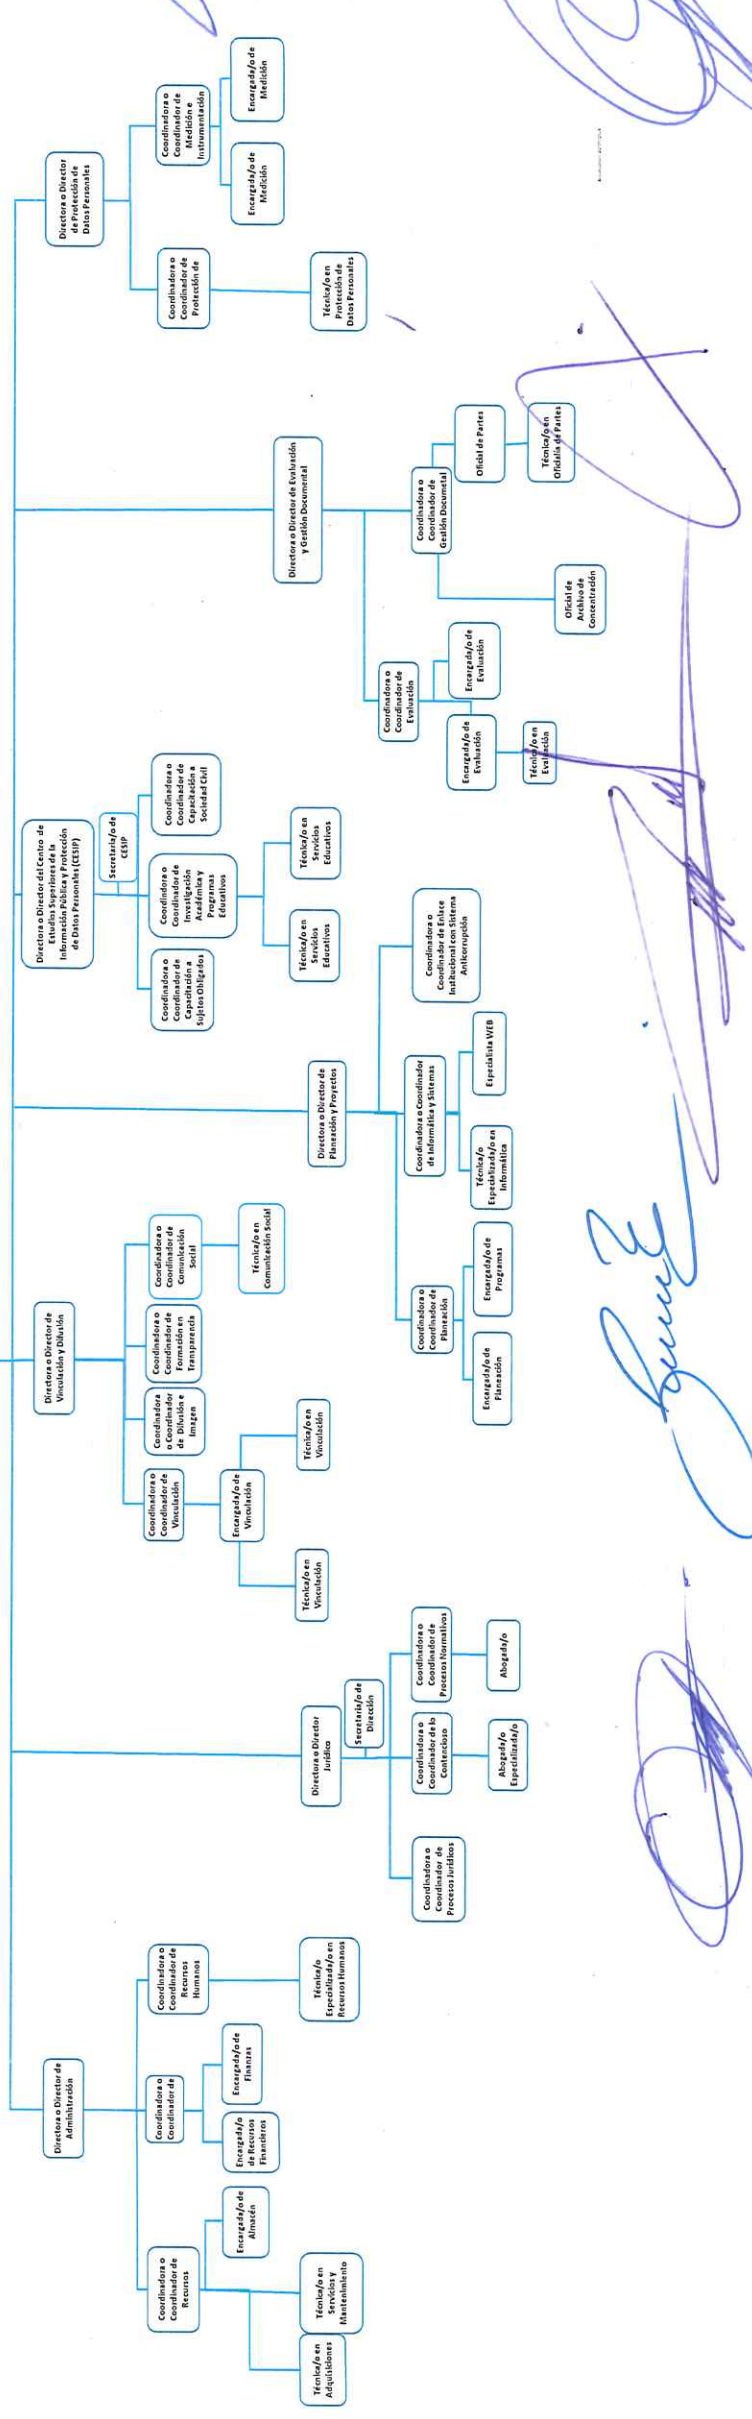 Directora o Director de
Administración
Coordinadora o
Coordinador de
Recursos
Técnica/o en
Adquisiciones
Técnica/o en
Servicios y
Mantenimiento
Encargada/o de
Almacén
Coordinadora o
Coordinador de
Encargada/o
de Recursos
Financieros
Encargada/o de
Finanzas
Coordinadora o
Coordinador de
Recursos
Humanos
Técnica/o
Especializada/o en
Recursos Humanos
Directora o Director
Jurídico
Secretaria/o de
Dirección
Coordinadora o
Coordinador de
Procesos Jurídicos
Coordinadora o
Coordinador de lo
Contencioso
Abogada/o
Especializada/o
Coordinadora o
Coordinador de
Procesos Normativos
Abogada/o
Directora o Director de
Vinculación y Difusión
Coordinadora o
Coordinador de
Vinculación
Encargada/o de
Vinculación
Técnica/o en
Vinculación
Técnica/o en
Vinculación
Coordinadora
o Coordinador
de Difusión e
Imagen
Coordinadora o
Coordinador de
Formación en
Transparencia
Coordinadora o
Coordinador de
Comunicación
Social
Técnica/o en
Comunicación Social
Directora o Director de
Planeación y Proyectos
Coordinadora o
Coordinador de
Planeación
Encargada/o de
Planeación
Encargada/o de
Programas
Coordinadora o Coordinador
de Informática y Sistemas
Técnica/o
Especializada/o en
Informática
Especialista WEB
Coordinadora o
Coordinador de Enlace
Institucional con Sistema
Anticorrupción
Directora o Director del Centro de
Estudios Superiores de la
Información Pública y Protección
de Datos Personales (CESIP)
Secretaria/o de
CESIP
Coordinadora o
Coordinador de
Capacitación a
Sujetos Obligados
Coordindora o
Coordinador de
Investigación
Académica y
Programas
Educativos
Técnica/o en
Servicios
Educativos
Técnica/o en
Servicios
Educativos
Coordinadora o
Coordinador de
Capacitación a
Sociedad Civil
Directora o Director de Evaluación
y Gestión Documental
Coordinadora o
Coordinador de
Evaluación
Encargada/o de
Evaluación
Técnica/o en
Evaluación
Encargada/o de
Evaluación
Coordinadora o
Coordinador de
Gestión Documetal
Oficial de
Archivo de
Concentración
Oficial de Partes
Técnica/o en
Oficialía de Partes
Directora o Director
de Protección de
Datos Personales
Coordinadora o
Coordinador de
Protección de
Técnica/o en
Protección de
Datos Personales
Coordinadora o
Coordinador de
Medición e
Instrumentación
Encargada/o de
Medición
Encargada/o de
Medición